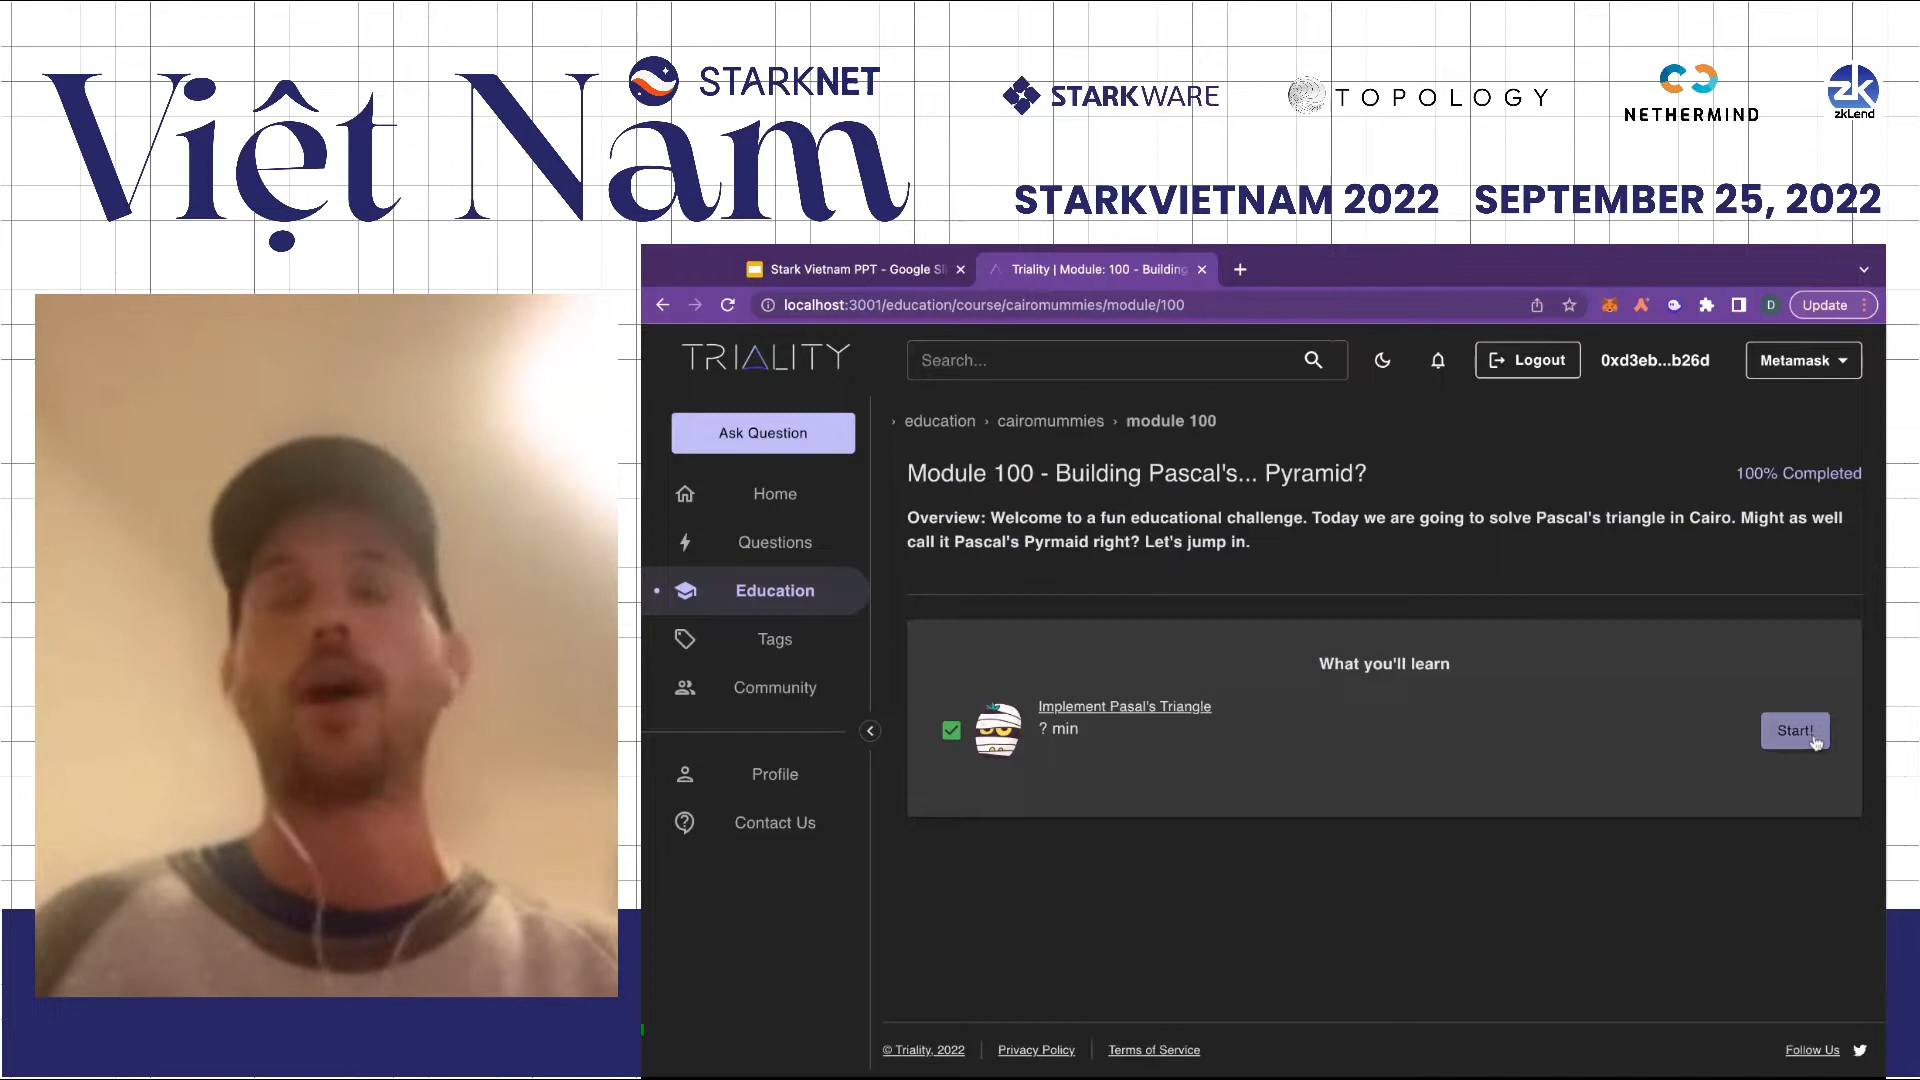 Việt Nam
STARKNET
STARKWARE
TOPOLOGY
NETHERMIND
zk
zkLend
STARKVIETNAM 2022 SEPTEMBER 25, 2022
Stark Vietnam PPT - Google Sl
Triality | Module: 100 - Building
localhost:3001/education/course/cairomummies/module/100
D
Update
TRIALITY
Search...
Logout
0xd3eb...b26d
Metamask
Ask Question
Home
Questions
Education
Tags
Community
Profile
Contact Us
› education › cairomummies › module 100
Module 100 - Building Pascal's... Pyramid?
100% Completed
Overview: Welcome to a fun educational challenge. Today we are going to solve Pascal's triangle in Cairo. Might as well
call it Pascal's Pyrmaid right? Let's jump in.
What you'll learn
Implement Pasal's Triangle
? min
Start!
© Triality, 2022
Privacy Policy
Terms of Service
Follow Us